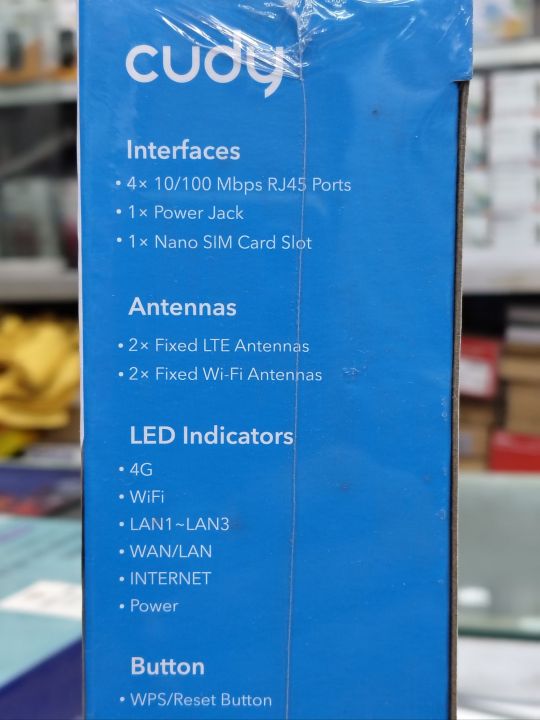 cudy
Interfaces
• 4× 10/100 Mbps RJ45 Ports
• 1× Power Jack
• 1× Nano SIM Card Slot
Antennas
• 2× Fixed LTE Antennas
• 2× Fixed Wi-Fi Antennas
LED Indicators
• 4G
• WiFi
• LAN1~LAN3
• WAN/LAN
• INTERNET
• Power
Button
• WPS/Reset Button